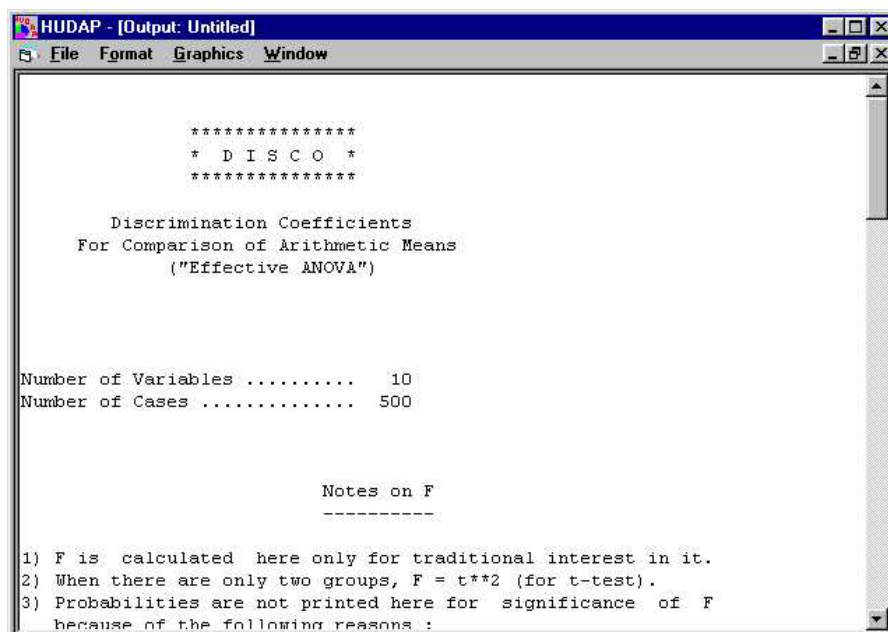 HUDAP - [Output: Untitled]
File Format Graphics Window
***************
* D I S C O *
***************
Discrimination Coefficients
For Comparison of Arithmetic Means
("Effective ANOVA")
Number of Variables .......... 10
Number of Cases .............. 500
Notes on F
----------
1) F is calculated here only for traditional interest in it.
2) When there are only two groups, F = t**2 (for t-test).
3) Probabilities are not printed here for significance of F
because of the following reasons :